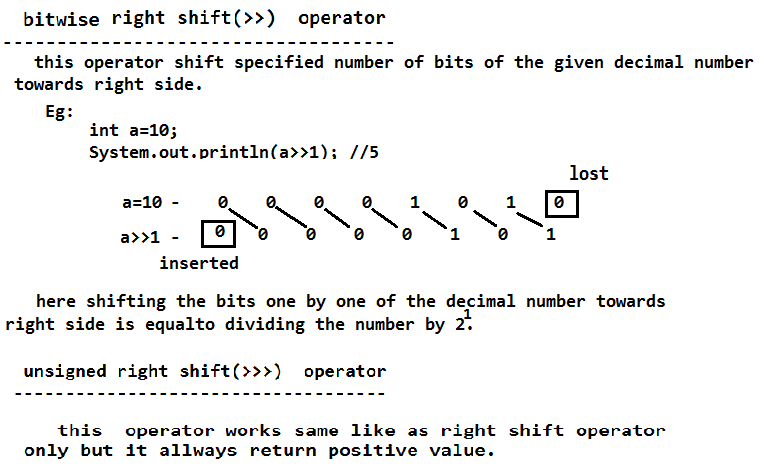 bitwise right shift(>>) operator
-------------------------------------
this operator shift specified number of bits of the given decimal number
towards right side.
Eg:
int a=10;
System.out.println(a>>1); //5
lost
a=10 - 0 0 0 0 1 0 1 0
a>>1 - 0 0 0 0 0 1 0 1
inserted
here shifting the bits one by one of the decimal number towards
right side is equalto dividing the number by 2¹.
unsigned right shift(>>>) operator
------------------------------------
this operator works same like as right shift operator
only but it allways return positive value.